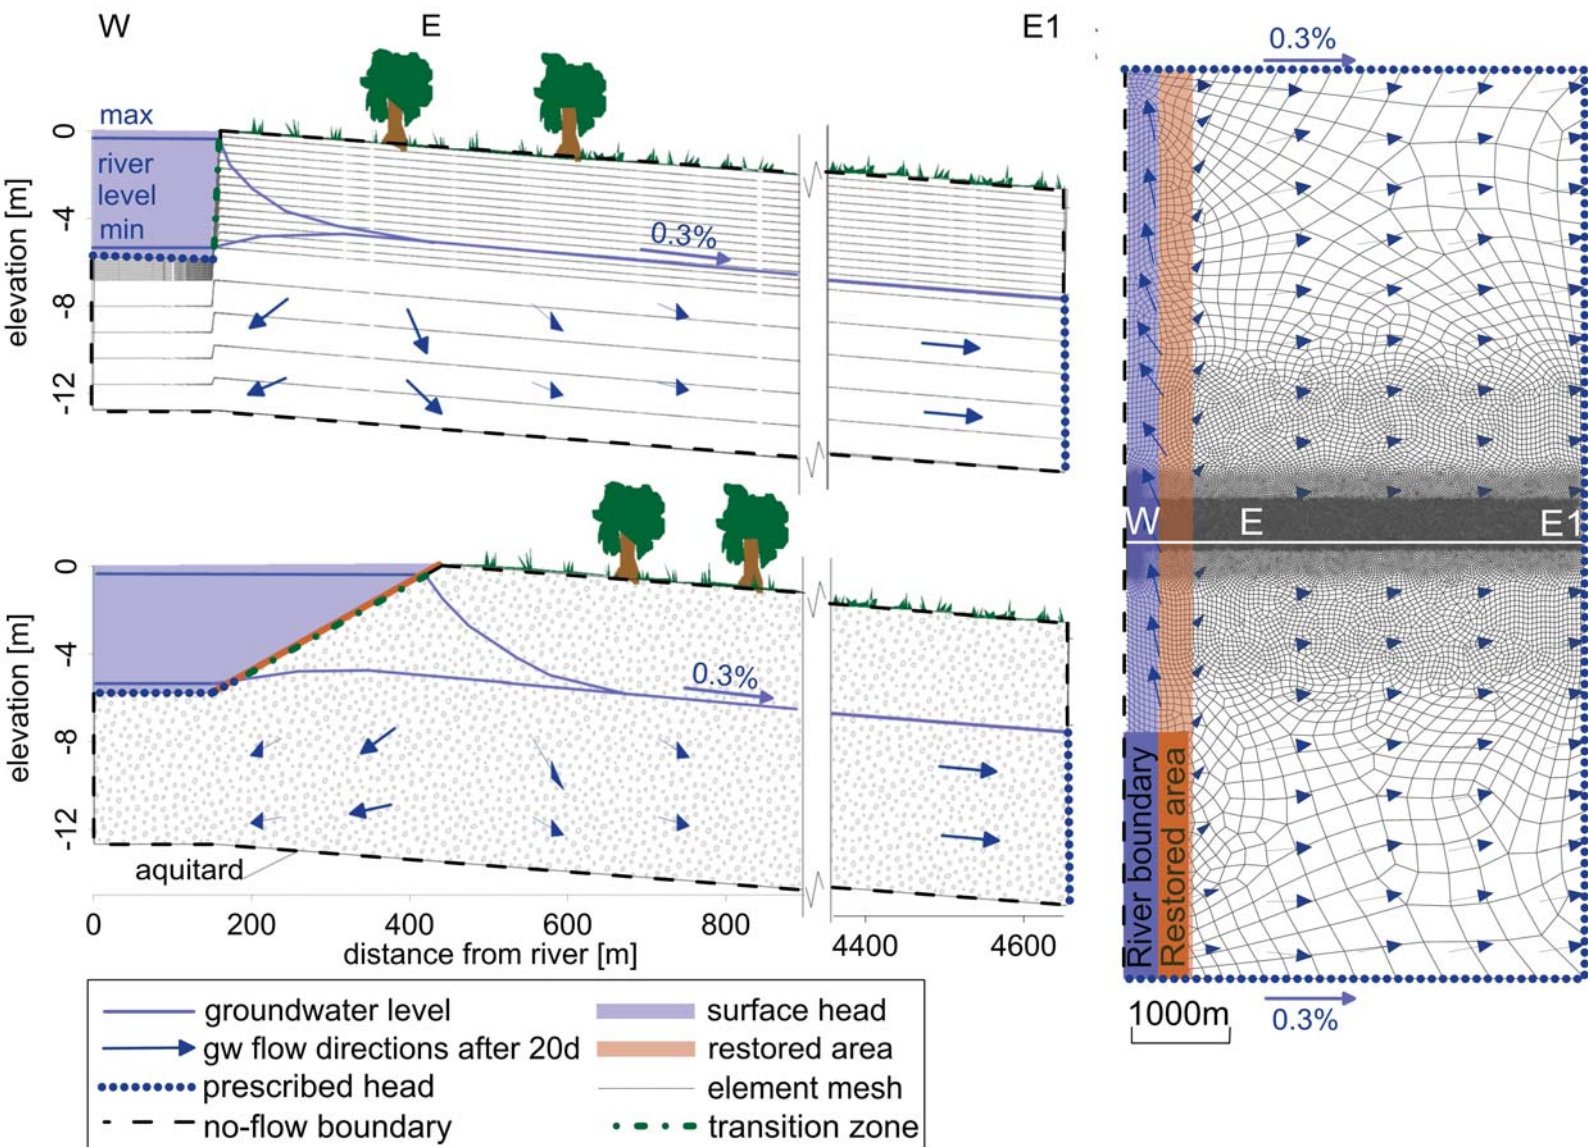 W E E1
0.3%
max
river
level
min
0
-4
-8
-12
elevation [m]
0.3%
W E E1
0
-4
-8
-12
elevation [m]
0.3%
aquitard
0 200 400 600 800 4400 4600
distance from river [m]
River boundary
Restored area
1000m
0.3%
groundwater level
gw flow directions after 20d
prescribed head
no-flow boundary
surface head
restored area
element mesh
transition zone